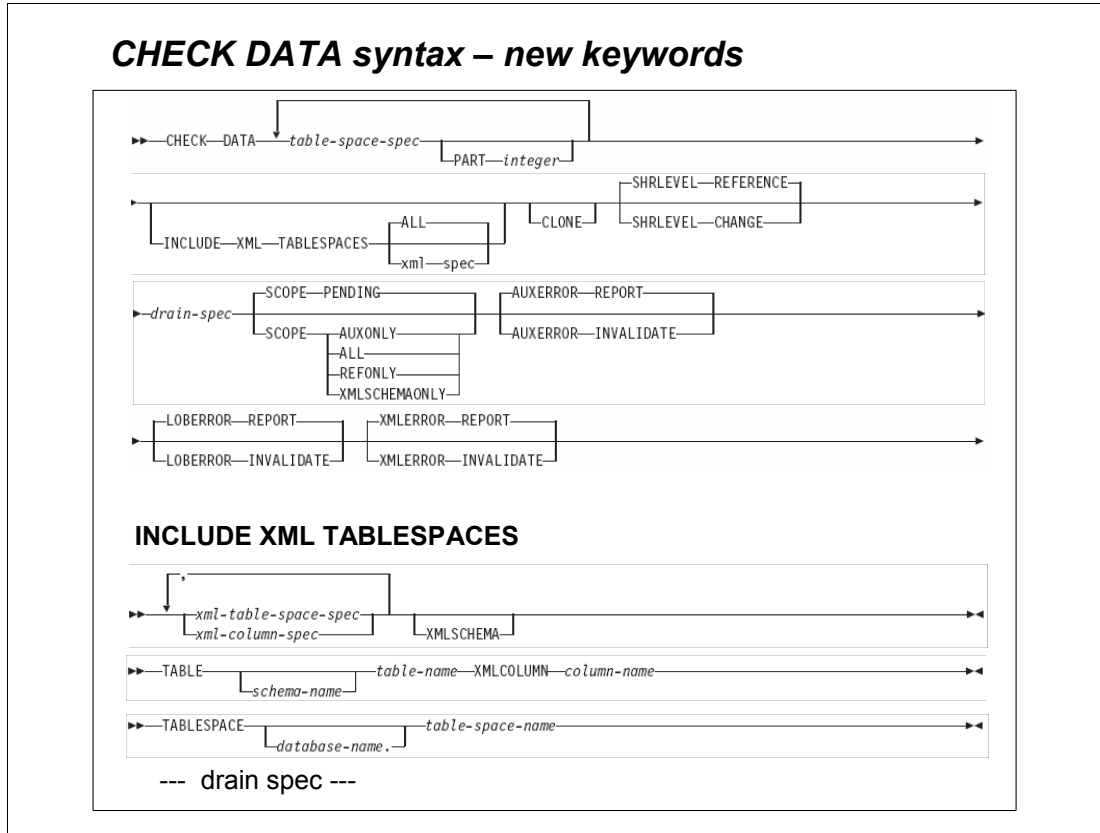 CHECK DATA syntax – new keywords
CHECK DATA table-space-spec
PART integer
SHRLEVEL REFERENCE
ALL CLONE SHRLEVEL CHANGE
INCLUDE XML TABLESPACES
xml spec
SCOPE PENDING AUXERROR REPORT
drain-spec
SCOPE AUXONLY AUXERROR INVALIDATE
ALL
REFONLY
XMLSCHEMAONLY
LOBERROR REPORT XMLERROR REPORT
LOBERROR INVALIDATE XMLERROR INVALIDATE
INCLUDE XML TABLESPACES
,
xml-table-space-spec
xml-column-spec XMLSCHEMA
TABLE table-name XMLCOLUMN column-name
schema-name
TABLESPACE table-space-name
database-name.
--- drain spec ---